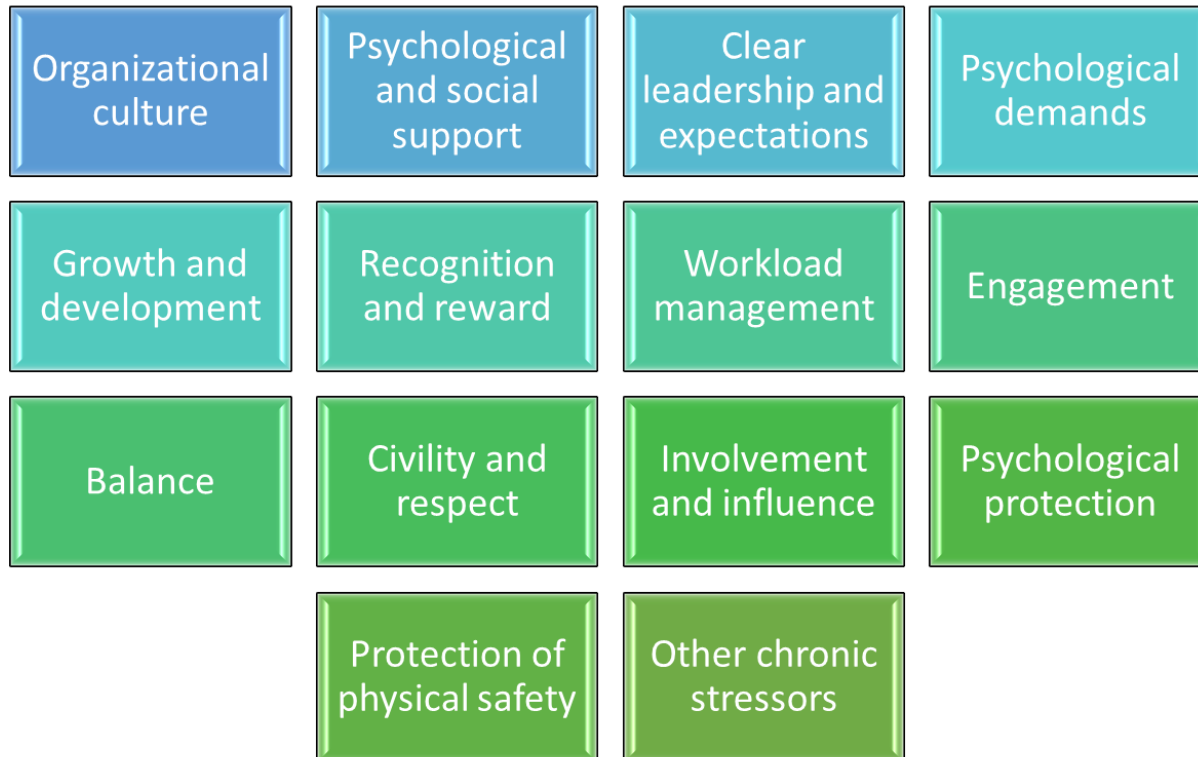 Organizational
culture
Psychological
and social
support
Clear
leadership and
expectations
Psychological
demands
Growth and
development
Recognition
and reward
Workload
management
Engagement
Balance
Civility and
respect
Involvement
and influence
Psychological
protection
Protection of
physical safety
Other chronic
stressors